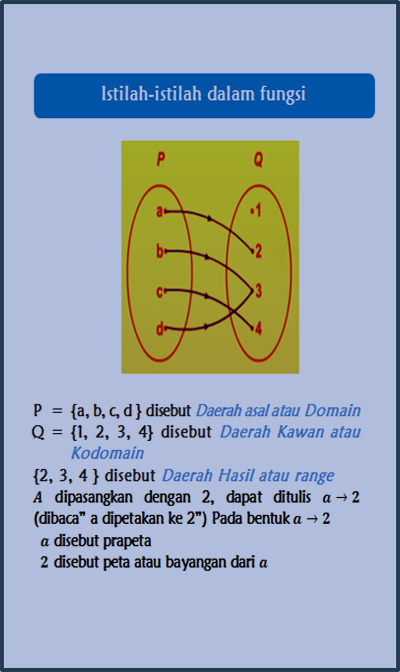 Istilah-istilah dalam fungsi
P Q
a 1
b 2
c 3
d 4
P = {a, b, c, d } disebut Daerah asal atau Domain
Q = {1, 2, 3, 4} disebut Daerah Kawan atau
Kodomain
{2, 3, 4 } disebut Daerah Hasil atau range
A dipasangkan dengan 2, dapat ditulis a → 2
(dibaca" a dipetakan ke 2") Pada bentuk a → 2
a disebut prapeta
2 disebut peta atau bayangan dari a